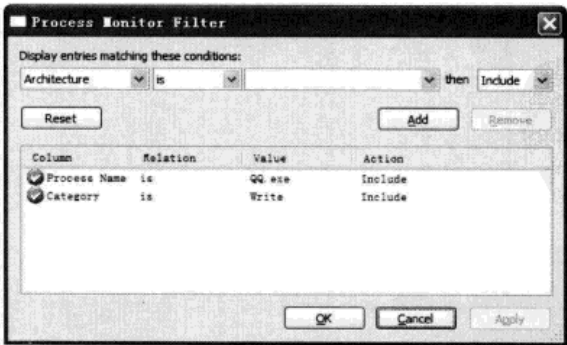 Process Monitor Filter
Display entries matching these conditions:
Architecture is then Include
Reset Add Remove
Column Relation Value Action
Process Name is QQ.exe Include
Category is Write Include
OK Cancel Apply